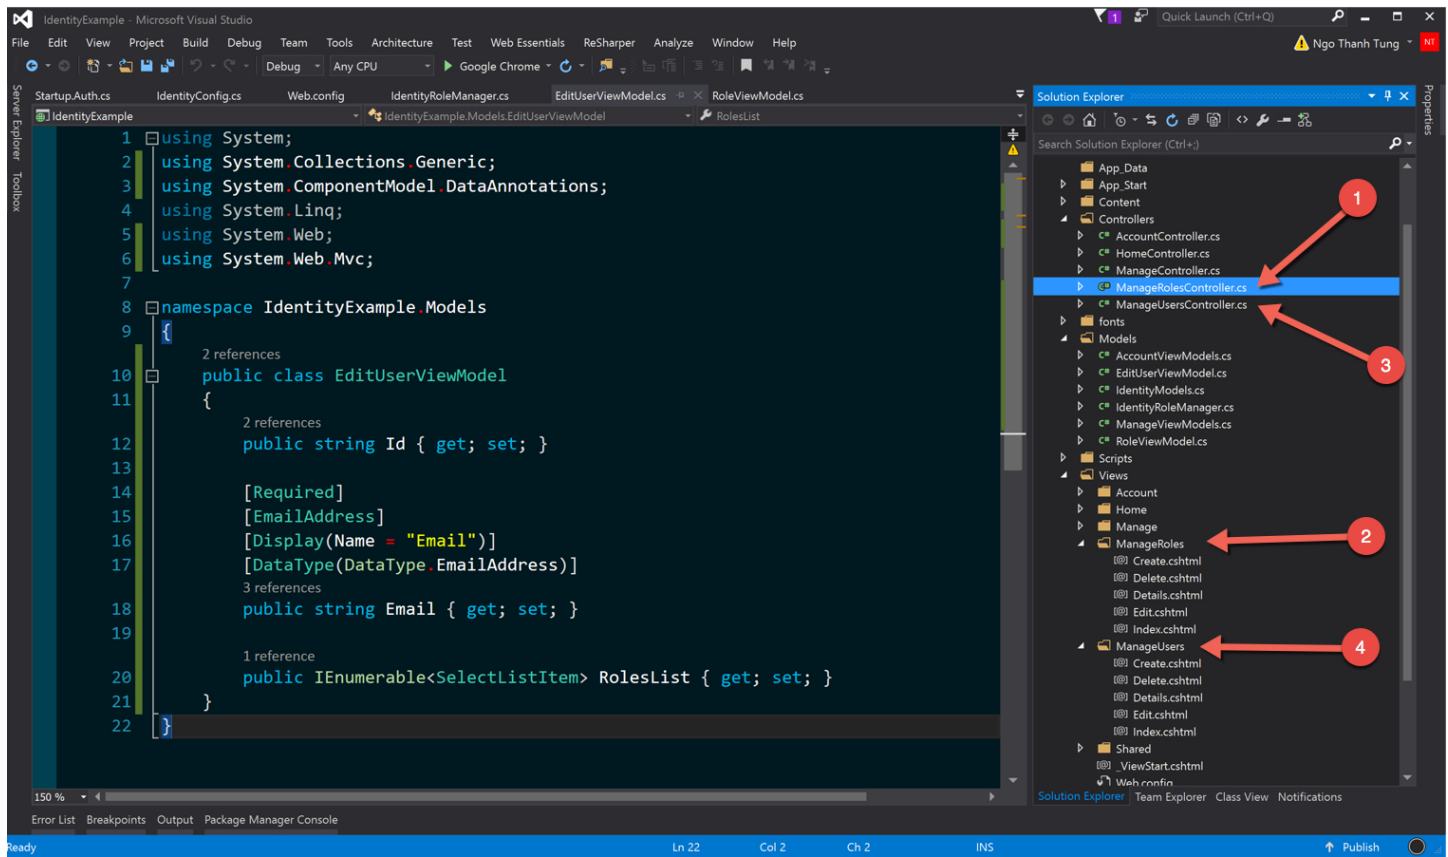 IdentityExample - Microsoft Visual Studio
1
Quick Launch (Ctrl+Q)
File Edit View Project Build Debug Team Tools Architecture Test Web Essentials ReSharper Analyze Window Help
Ngo Thanh Tung
NT
Debug Any CPU Google Chrome
Server Explorer
Toolbox
Startup.Auth.cs IdentityConfig.cs Web.config IdentityRoleManager.cs EditUserViewModel.cs RoleViewModel.cs
IdentityExample IdentityExample.Models.EditUserViewModel RolesList
1 using System;
2 using System.Collections.Generic;
3 using System.ComponentModel.DataAnnotations;
4 using System.Linq;
5 using System.Web;
6 using System.Web.Mvc;
7
8 namespace IdentityExample.Models
9 {
2 references
10 public class EditUserViewModel
11 {
2 references
12 public string Id { get; set; }
13
14 [Required]
15 [EmailAddress]
16 [Display(Name = "Email")]
17 [DataType(DataType.EmailAddress)]
3 references
18 public string Email { get; set; }
19
1 reference
20 public IEnumerable<SelectListItem> RolesList { get; set; }
21 }
22 }
150 %
Solution Explorer
Properties
Search Solution Explorer (Ctrl+;)
App_Data
App_Start
Content
Controllers
C# AccountController.cs
C# HomeController.cs
C# ManageController.cs
C# ManageRolesController.cs
C# ManageUsersController.cs
fonts
Models
C# AccountViewModels.cs
C# EditUserViewModel.cs
C# IdentityModels.cs
C# IdentityRoleManager.cs
C# ManageViewModels.cs
C# RoleViewModel.cs
Scripts
Views
Account
Home
Manage
ManageRoles
[@] Create.cshtml
[@] Delete.cshtml
[@] Details.cshtml
[@] Edit.cshtml
[@] Index.cshtml
ManageUsers
[@] Create.cshtml
[@] Delete.cshtml
[@] Details.cshtml
[@] Edit.cshtml
[@] Index.cshtml
Shared
[@] _ViewStart.cshtml
Web.config
1
3
2
4
Solution Explorer Team Explorer Class View Notifications
Error List Breakpoints Output Package Manager Console
Ready Ln 22 Col 2 Ch 2 INS Publish